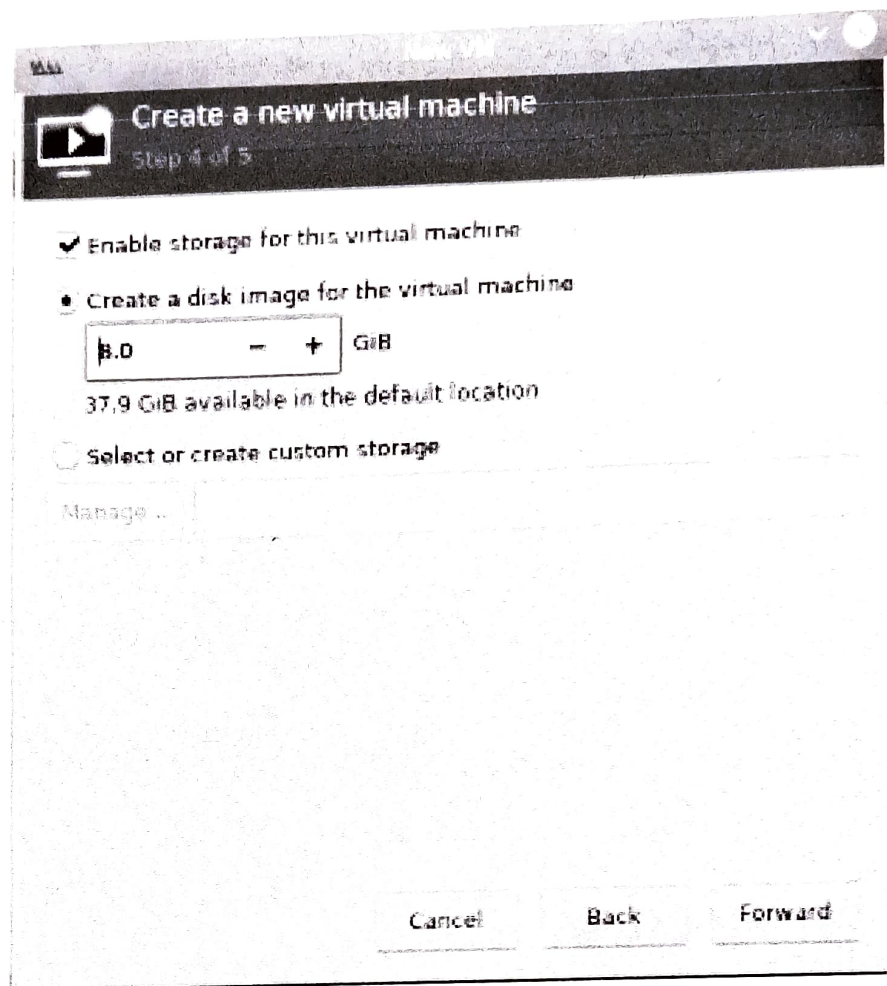 Create a new virtual machine
Step 4 of 5
Enable storage for this virtual machine
Create a disk image for the virtual machine
8.0 − + GiB
37.9 GiB available in the default location
Select or create custom storage
Manage...
Cancel Back Forward